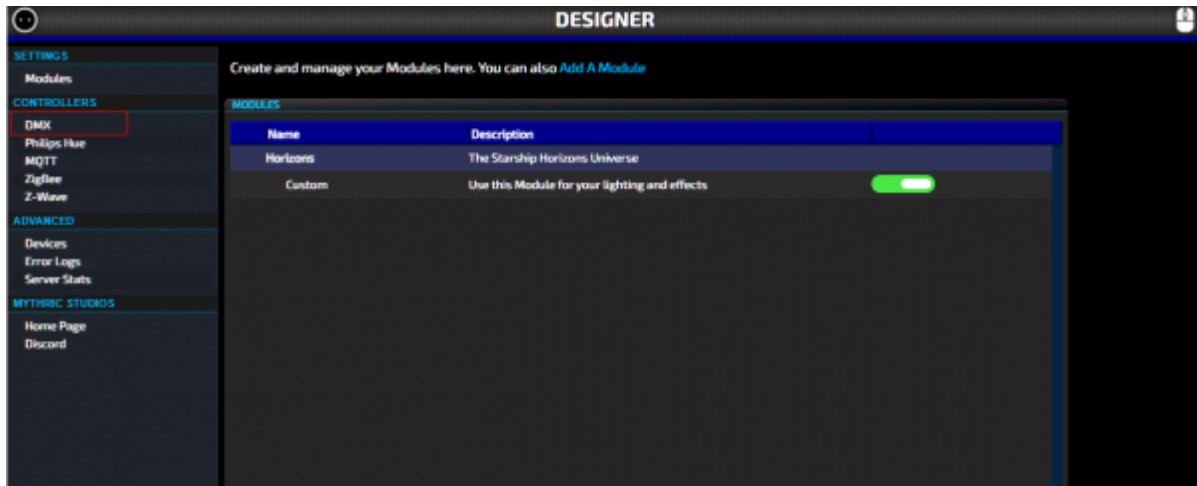 DESIGNER
SETTINGS
Modules
CONTROLLERS
DMX
Philips Hue
MQTT
ZigBee
Z-Wave
ADVANCED
Devices
Error Logs
Server Stats
MYTHRIC STUDIOS
Home Page
Discord
Create and manage your Modules here. You can also Add A Module
MODULES
Name Description
Horizons The Starship Horizons Universe
Custom Use this Module for your lighting and effects